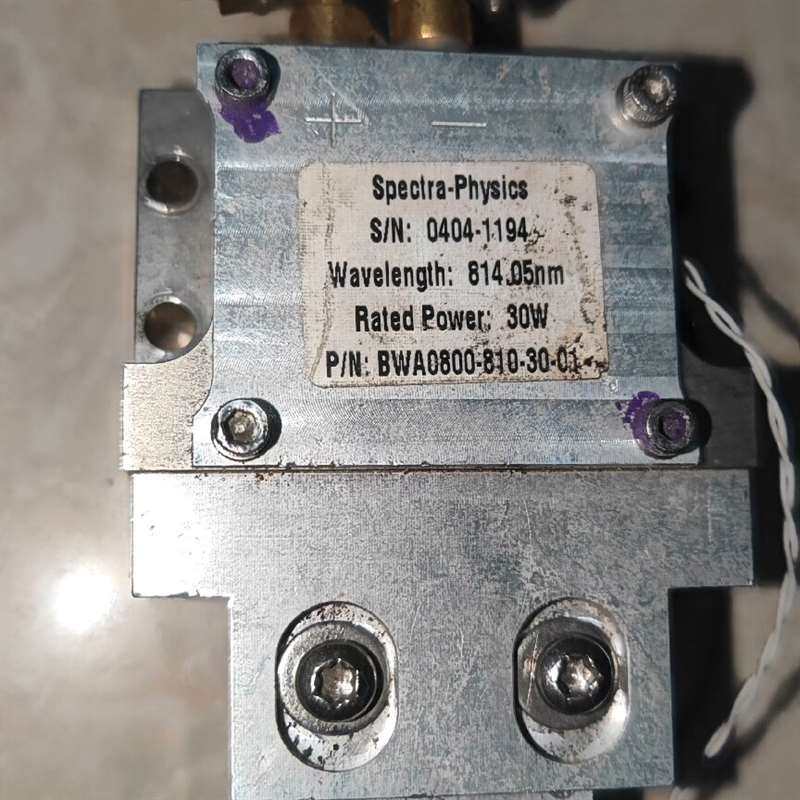 + −
Spectra-Physics
S/N: 0404-1194
Wavelength: 814.05nm
Rated Power: 30W
P/N: BWA0800-810-30-01